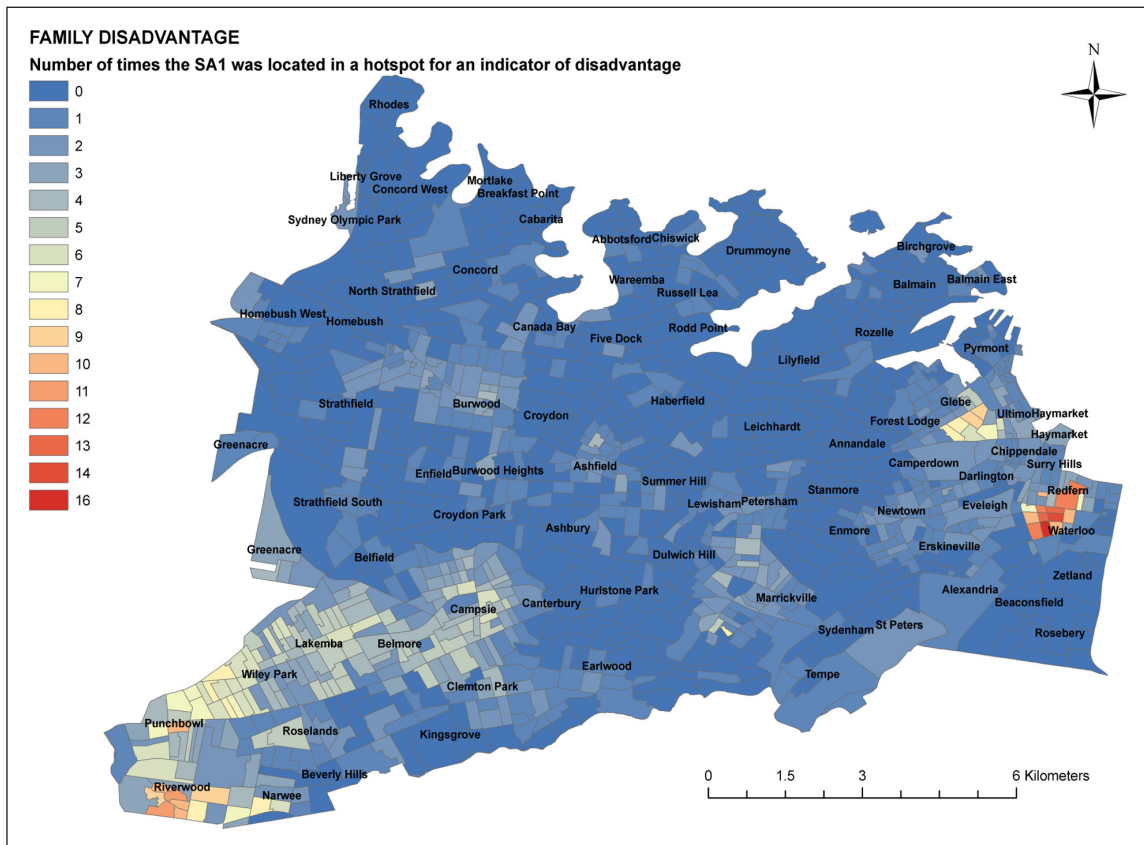 FAMILY DISADVANTAGE
Number of times the SA1 was located in a hotspot for an indicator of disadvantage
N
0
1
2
3
4
5
6
7
8
9
10
11
12
13
14
16
Rhodes
Liberty Grove
Concord West
Mortlake
Breakfast Point
Sydney Olympic Park
Cabarita
Abbotsford
Chiswick
Drummoyne
Birchgrove
Concord
Wareemba
Balmain
Balmain East
North Strathfield
Russell Lea
Homebush West
Homebush
Canada Bay
Five Dock
Rodd Point
Rozelle
Pyrmont
Lilyfield
Strathfield
Burwood
Croydon
Haberfield
Glebe
Forest Lodge
Ultimo
Haymarket
Leichhardt
Haymarket
Greenacre
Annandale
Chippendale
Enfield
Burwood Heights
Ashfield
Camperdown
Surry Hills
Summer Hill
Darlington
Stanmore
Redfern
Strathfield South
Lewisham
Petersham
Eveleigh
Croydon Park
Newtown
Ashbury
Enmore
Waterloo
Greenacre
Belfield
Dulwich Hill
Erskineville
Zetland
Hurlstone Park
Alexandria
Campsie
Canterbury
Marrickville
Beaconsfield
Lakemba
Belmore
Sydenham
St Peters
Rosebery
Wiley Park
Earlwood
Tempe
Clemton Park
Punchbowl
Roselands
Kingsgrove
Beverly Hills
Riverwood
Narwee
0
1.5
3
6 Kilometers